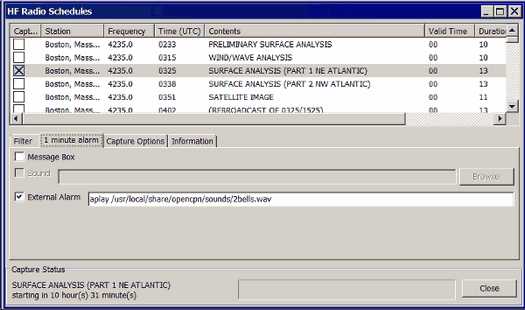 HF Radio Schedules
Capt... Station Frequency Time (UTC) Contents Valid Time Duration
Boston, Mass... 4235.0 0233 PRELIMINARY SURFACE ANALYSIS 00 10
Boston, Mass... 4235.0 0315 WIND/WAVE ANALYSIS 00 10
Boston, Mass... 4235.0 0325 SURFACE ANALYSIS (PART 1 NE ATLANTIC) 00 13
Boston, Mass... 4235.0 0338 SURFACE ANALYSIS (PART 2 NW ATLANTIC) 00 13
Boston, Mass... 4235.0 0351 SATELLITE IMAGE 00 11
Boston, Mass... 4235.0 0402 (REBROADCAST OF 0325/1525) 00 13
Filter 1 minute alarm Capture Options Information
Message Box
Sound Browse
External Alarm aplay /usr/local/share/opencpn/sounds/2bells.wav
Capture Status
SURFACE ANALYSIS (PART 1 NE ATLANTIC)
starting in 10 hour(s) 31 minute(s)
Close